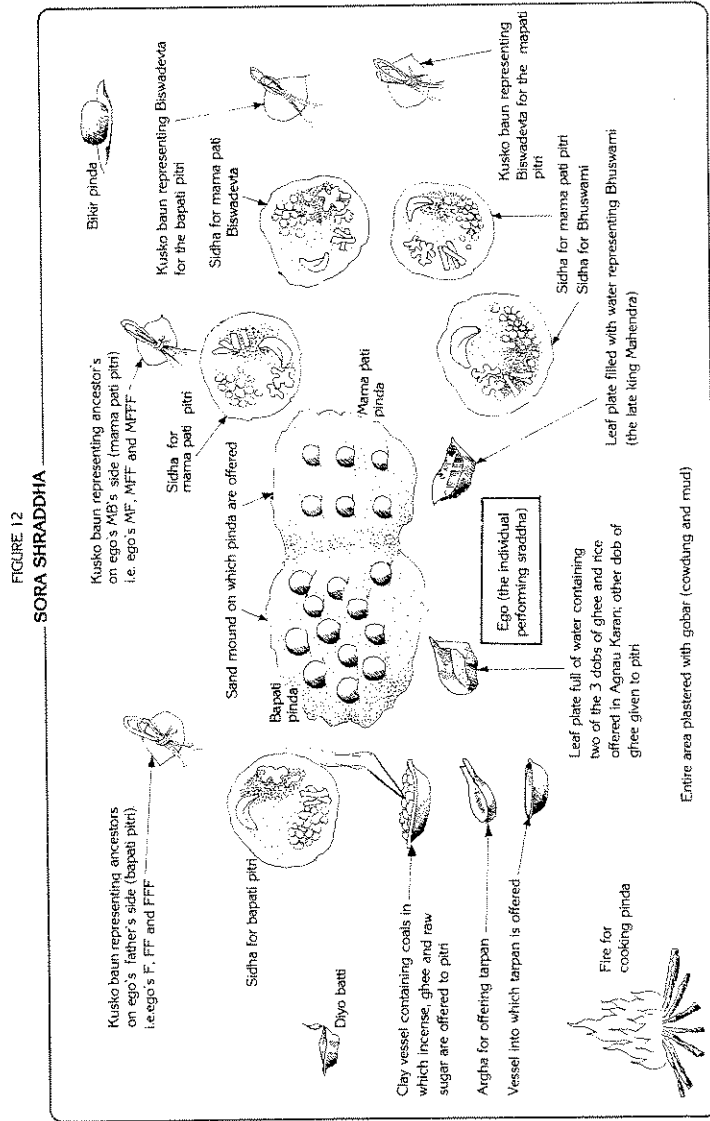 FIGURE 12
SORA SHRADDHA
Kusko baun representing ancestors
on ego's father's side (bapati pitri).
i.e.ego's F, FF and FFF
Kusko baun representing ancestor's
on ego's MB's side (mama pati pitri)
i.e. ego's MF, MFF and MFFF
Bikir pinda
Kusko baun representing Biswadevta
for the bapati pitri
Sidha for mama pati
Biswadevta
Sidha for bapati pitri
Sand mound on which pinda are offered
Sidha for
mama pati pitri
Bapati
pinda
Mama pati
pinda
Diyo batti
Kusko baun representing
Biswadevta for the mapati
pitri
Clay vessel containing coals in
which incense, ghee and raw
sugar are offered to pitri
Argha for offering tarpan
Vessel into which tarpan is offered
Ego (the individual
performing sraddha)
Sidha for mama pati pitri
Sidha for Bhuswami
Leaf plate filled with water representing Bhuswami
(the late king Mahendra)
Leaf plate full of water containing
two of the 3 dobs of ghee and rice
offered in Agnau Karan; other dob of
ghee given to pitri
Fire for
cooking pinda
Entire area plastered with gobar (cowdung and mud)